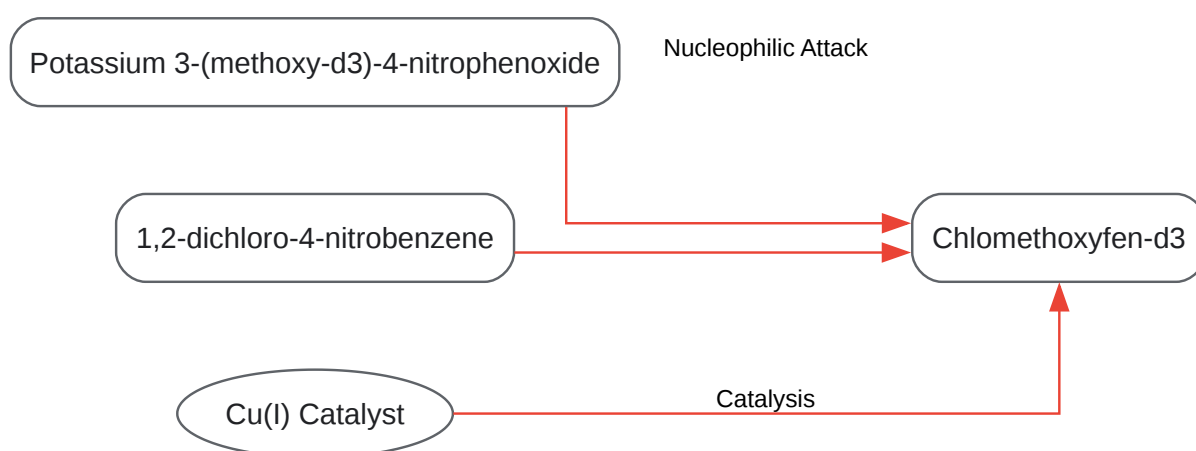 Potassium 3-(methoxy-d3)-4-nitrophenoxide
Nucleophilic Attack
1,2-dichloro-4-nitrobenzene
Chlomethoxyfen-d3
Cu(I) Catalyst
Catalysis